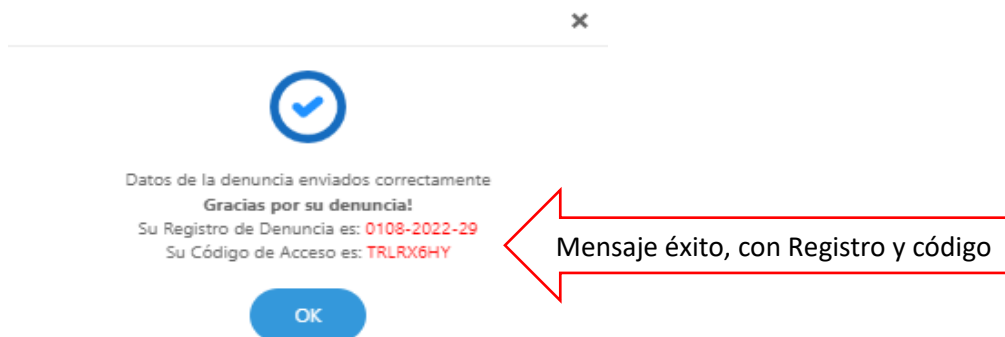 Datos de la denuncia enviados correctamente
Gracias por su denuncia!
Su Registro de Denuncia es: 0108-2022-29
Su Código de Acceso es: TRLRX6HY
Mensaje éxito, con Registro y código
OK